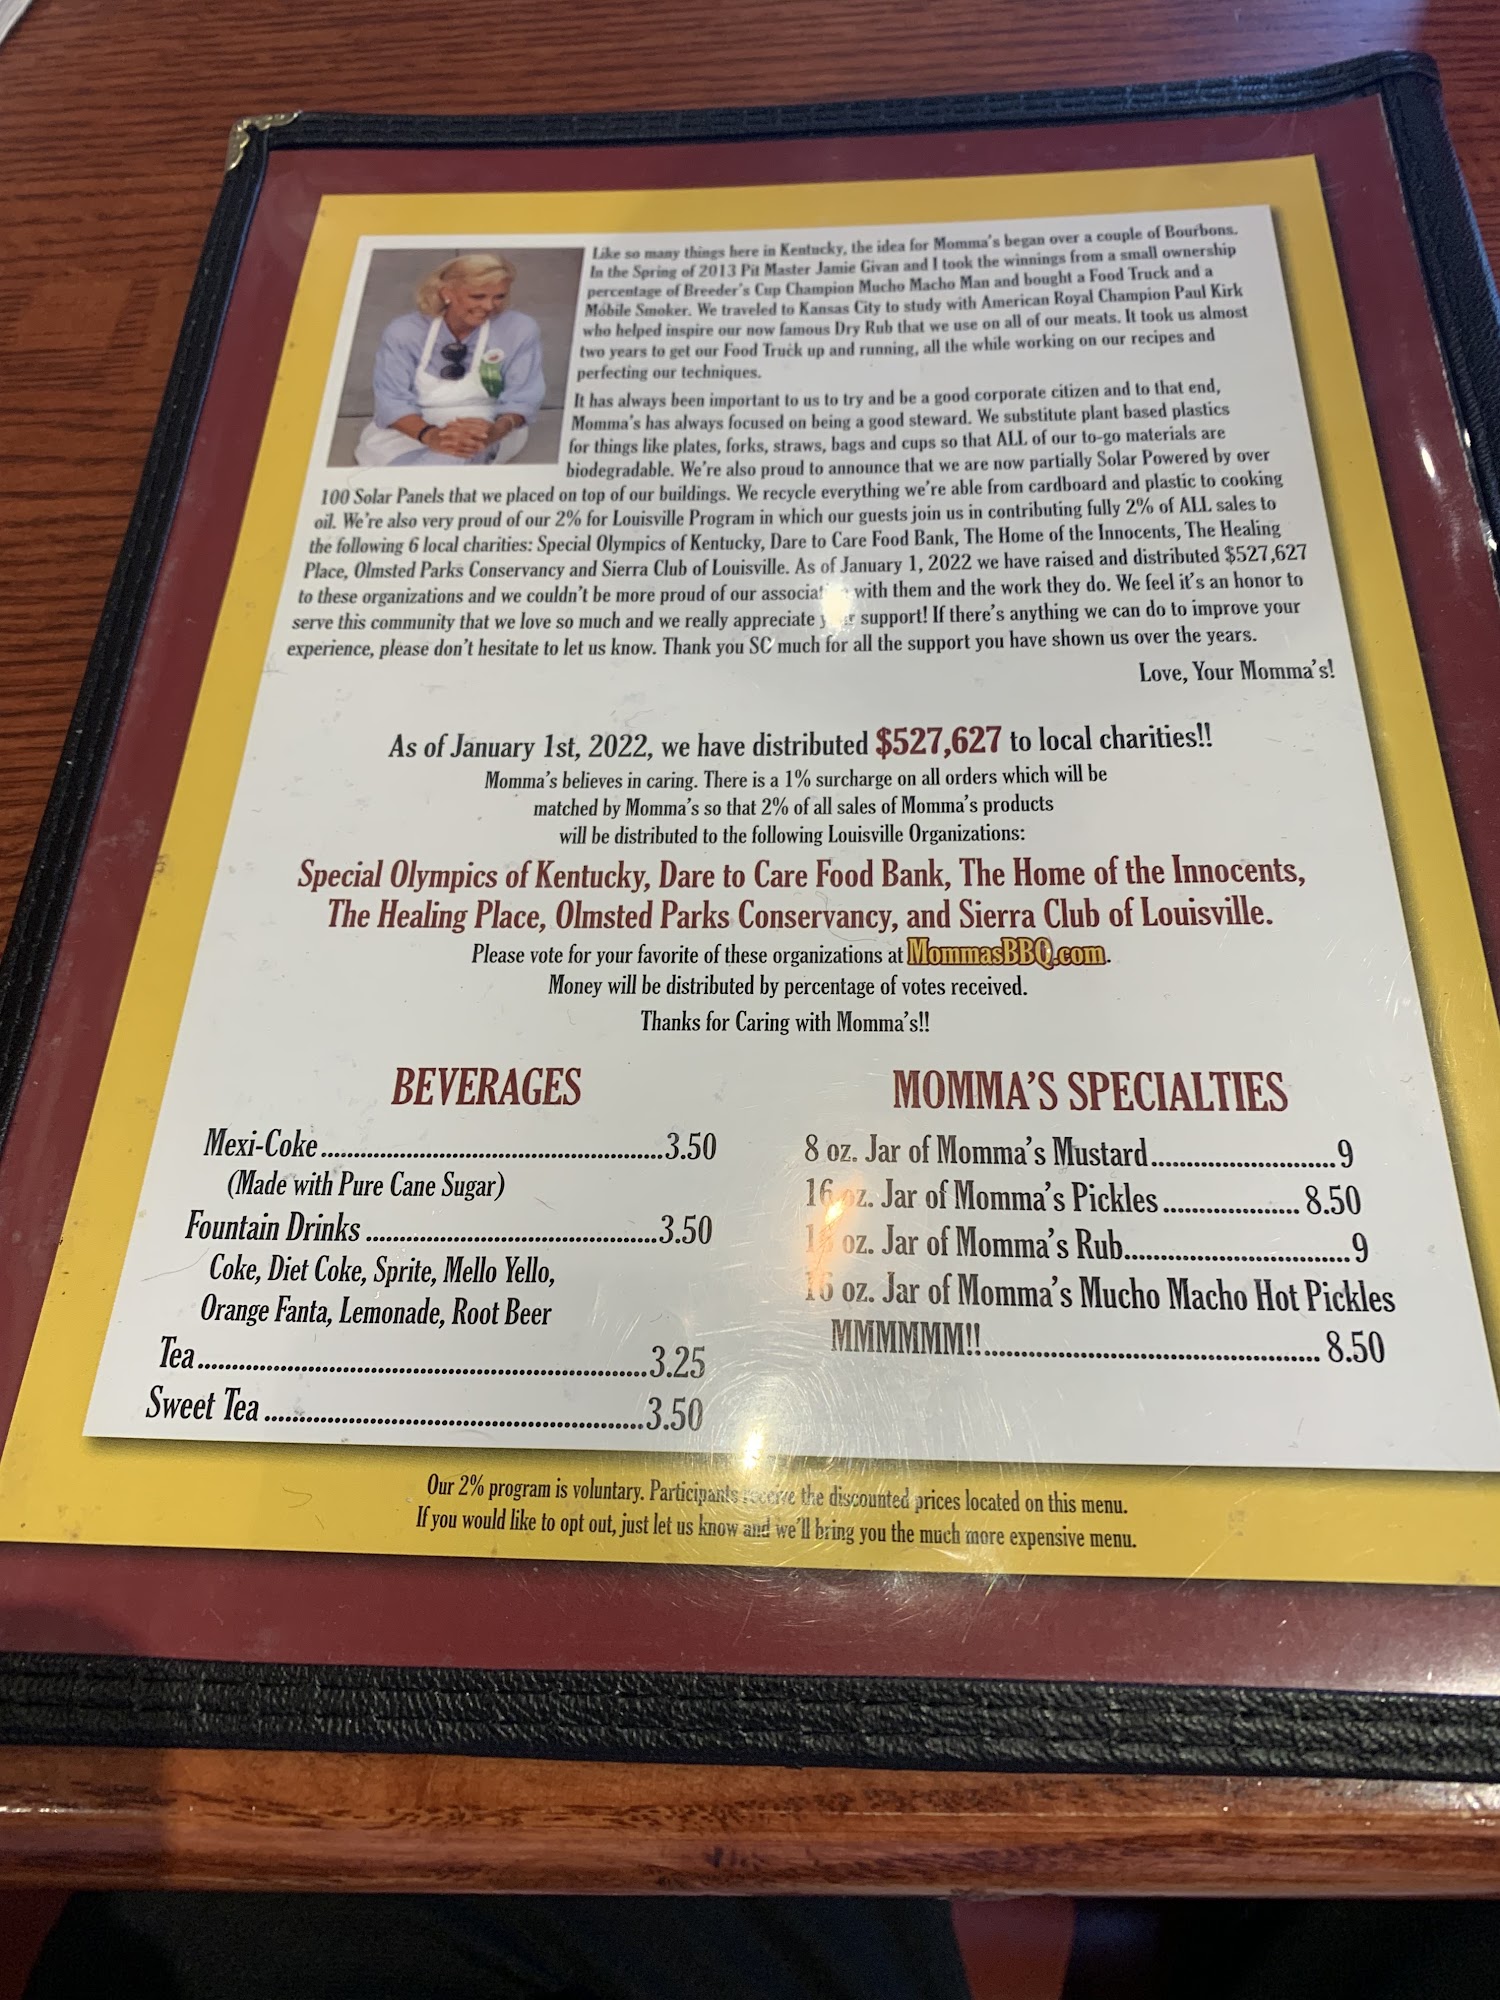 Like so many things here in Kentucky, the idea for Momma's began over a couple of Bourbons.
In the Spring of 2013 Pit Master Jamie Givan and I took the winnings from a small ownership
percentage of Breeder's Cup Champion Mucho Macho Man and bought a Food Truck and a
Mobile Smoker. We traveled to Kansas City to study with American Royal Champion Paul Kirk
who helped inspire our now famous Dry Rub that we use on all of our meats. It took us almost
two years to get our Food Truck up and running, all the while working on our recipes and
perfecting our techniques.
It has always been important to us to try and be a good corporate citizen and to that end,
Momma's has always focused on being a good steward. We substitute plant based plastics
for things like plates, forks, straws, bags and cups so that ALL of our to-go materials are
biodegradable. We're also proud to announce that we are now partially Solar Powered by over
100 Solar Panels that we placed on top of our buildings. We recycle everything we're able from cardboard and plastic to cooking
oil. We're also very proud of our 2% for Louisville Program in which our guests join us in contributing fully 2% of ALL sales to
the following 6 local charities: Special Olympics of Kentucky, Dare to Care Food Bank, The Home of the Innocents, The Healing
Place, Olmsted Parks Conservancy and Sierra Club of Louisville. As of January 1, 2022 we have raised and distributed $527,627
to these organizations and we couldn't be more proud of our with them and the work they do. We feel it's an honor to
serve this community that we love so much and we really appreciate support! If there's anything we can do to improve your
experience, please don't hesitate to let us know. Thank you SO much for all the support you have shown us over the years.
Love, Your Momma's!
As of January 1st, 2022, we have distributed $527,627 to local charities!!
Momma's believes in caring. There is a 1% surcharge on all orders which will be
matched by Momma's so that 2% of all sales of Momma's products
will be distributed to the following Louisville Organizations:
Special Olympics of Kentucky, Dare to Care Food Bank, The Home of the Innocents,
The Healing Place, Olmsted Parks Conservancy, and Sierra Club of Louisville.
Please vote for your favorite of these organizations at MommasBBQ.com.
Money will be distributed by percentage of votes received.
Thanks for Caring with Momma's!!
BEVERAGES
Mexi-Coke 3.50
(Made with Pure Cane Sugar)
Fountain Drinks 3.50
Coke, Diet Coke, Sprite, Mello Yello,
Orange Fanta, Lemonade, Root Beer
Tea 3.25
Sweet Tea 3.50
MOMMA'S SPECIALTIES
8 oz. Jar of Momma's Mustard 9
16 oz. Jar of Momma's Pickles 8.50
oz. Jar of Momma's Rub 9
16 oz. Jar of Momma's Mucho Macho Hot Pickles
MMMMMM!! 8.50
Our 2% program is voluntary. Participants receive the discounted prices located on this menu.
If you would like to opt out, just let us know and we'll bring you the much more expensive menu.